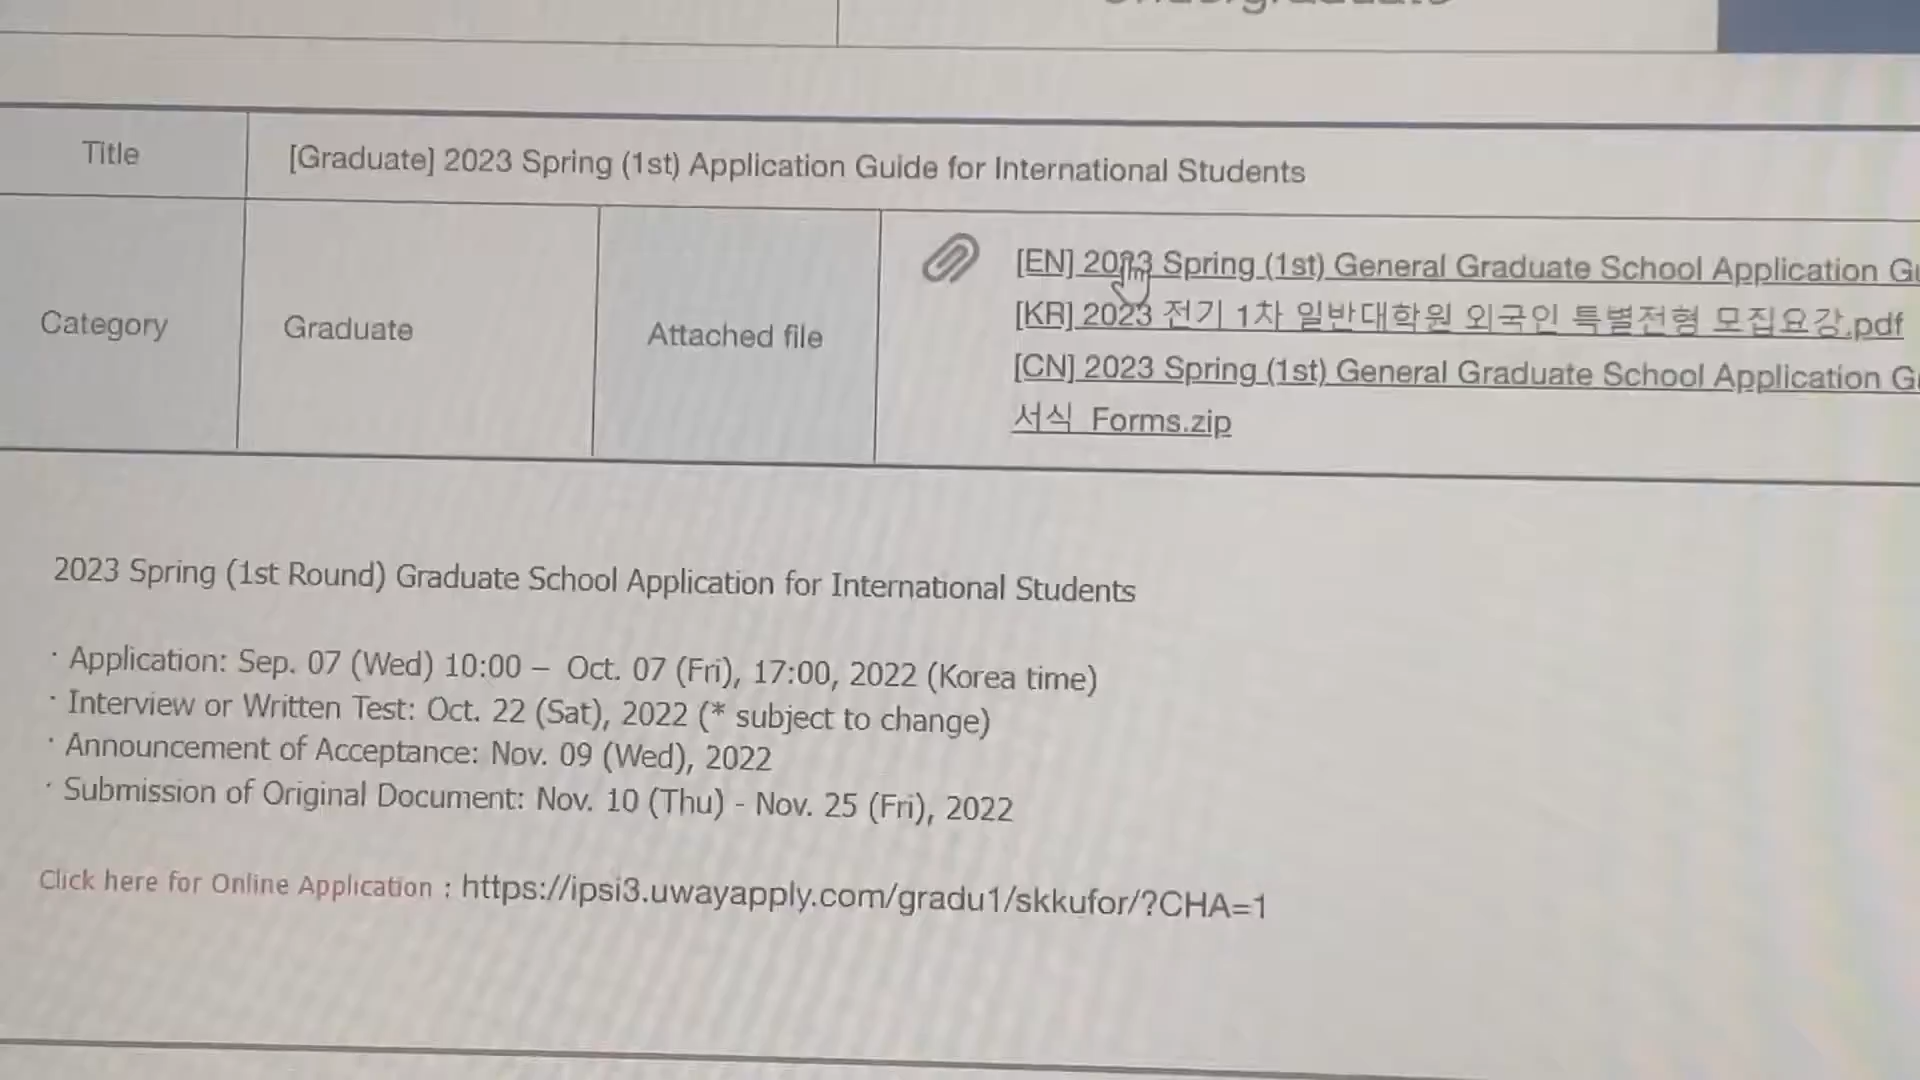 Title
[Graduate] 2023 Spring (1st) Application Guide for International Students
Category
Graduate
Attached file
[EN] 2023 Spring (1st) General Graduate School Application
[KR] 2023 전기 1차 일반대학원 외국인 특별전형 모집요강.pdf
[CN] 2023 Spring (1st) General Graduate School Application
서식_Forms.zip
2023 Spring (1st Round) Graduate School Application for International Students
· Application: Sep. 07 (Wed) 10:00 – Oct. 07 (Fri), 17:00, 2022 (Korea time)
· Interview or Written Test: Oct. 22 (Sat), 2022 (* subject to change)
· Announcement of Acceptance: Nov. 09 (Wed), 2022
· Submission of Original Document: Nov. 10 (Thu) - Nov. 25 (Fri), 2022
Click here for Online Application : https://ipsi3.uwayapply.com/gradu1/skkufor/?CHA=1